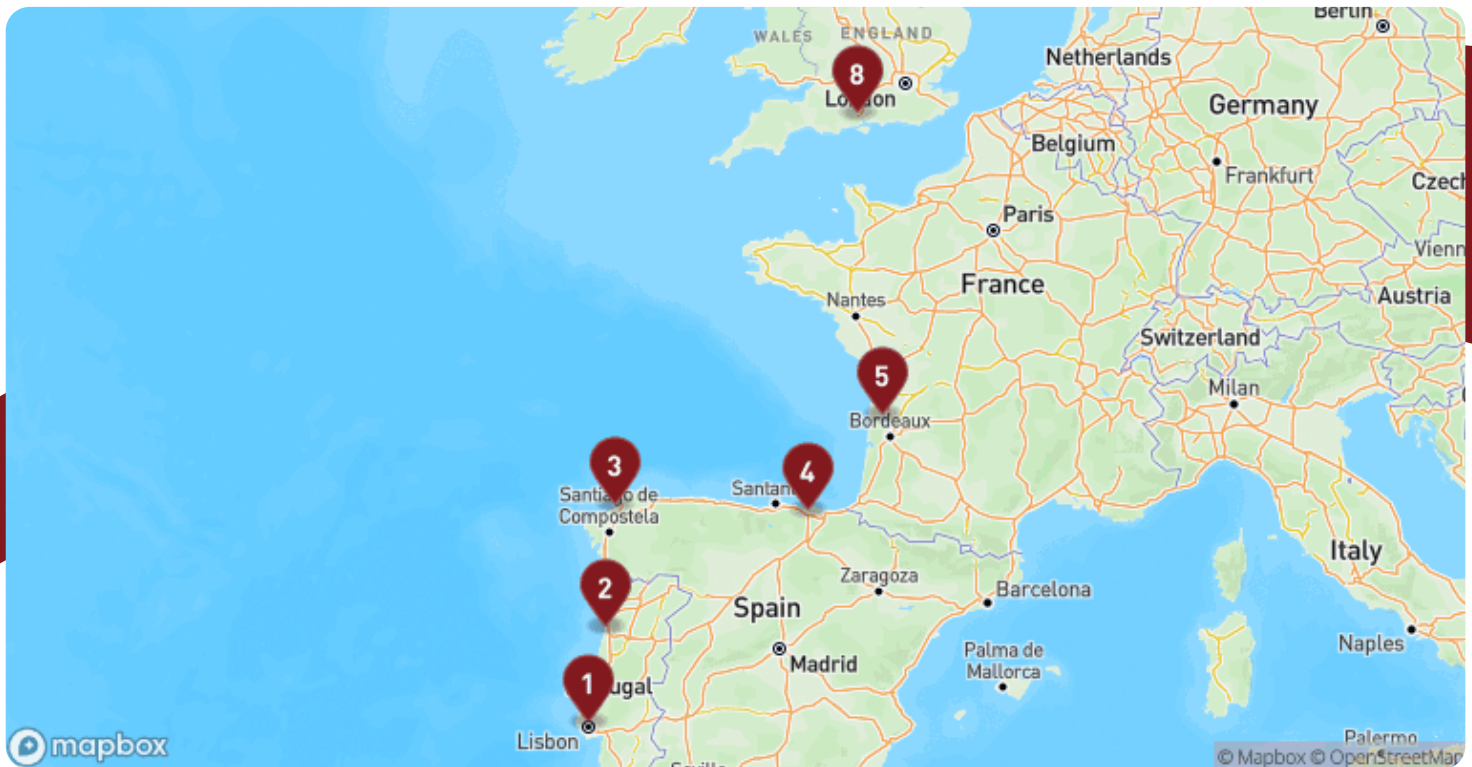 Berlin
WALES
ENGLAND
Netherlands
8
London
Germany
Belgium
Frankfurt
Czech
Paris
Vienn
France
Nantes
Austria
Switzerland
5
Milan
Bordeaux
3
4
Santiago de
Compostela
Santan
2
Zaragoza
Barcelona
Italy
Spain
Madrid
Palma de
Mallorca
Naples
1
ugal
Lisbon
mapbox
Palermo
© Mapbox © OpenStreetMap